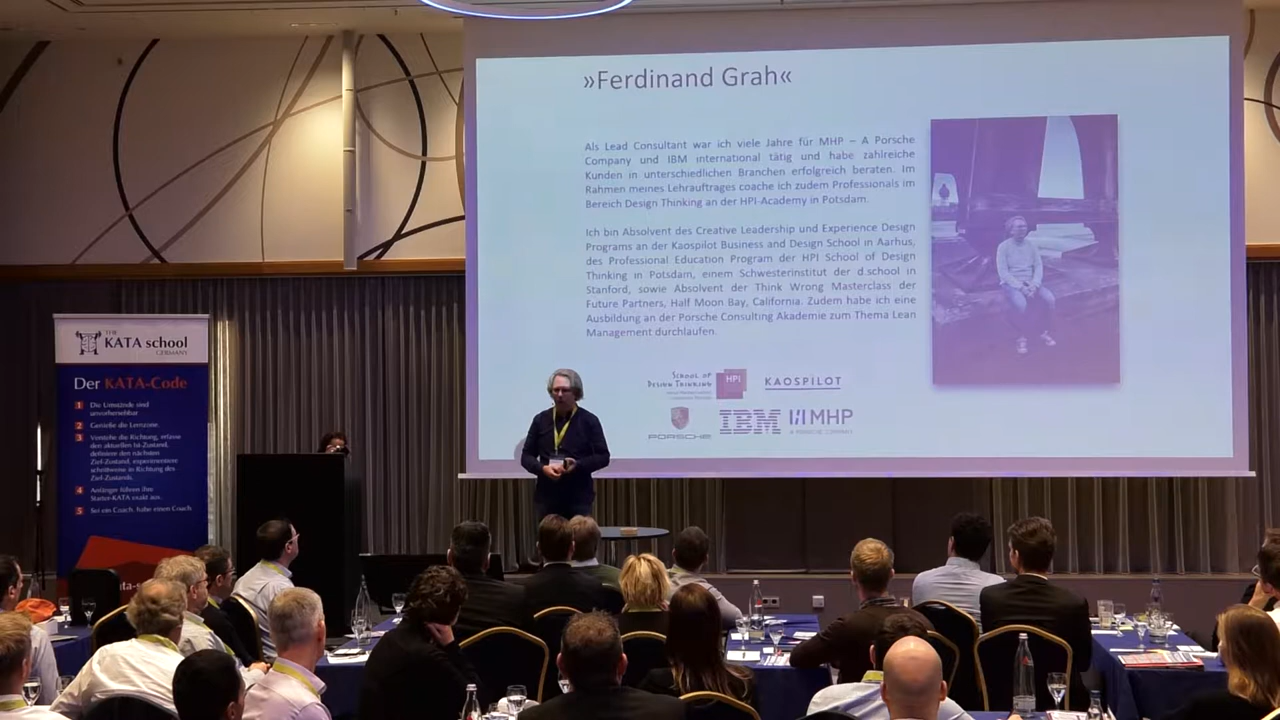 »Ferdinand Grah«
Als Lead Consultant war ich viele Jahre für MHP – A Porsche
Company und IBM international tätig und habe zahlreiche
Kunden in unterschiedlichen Branchen erfolgreich beraten. Im
Rahmen meines Lehrauftrages coache ich zudem Professionals im
Bereich Design Thinking an der HPI-Academy in Potsdam.
Ich bin Absolvent des Creative Leadership und Experience Design
Programs an der Kaospilot Business and Design School in Aarhus,
des Professional Education Program der HPI School of Design
Thinking in Potsdam, einem Schwesterinstitut der d.school in
Stanford, sowie Absolvent der Think Wrong Masterclass der
Future Partners, Half Moon Bay, California. Zudem habe ich eine
Ausbildung an der Porsche Consulting Akademie zum Thema Lean
Management durchlaufen.
SCHOOL OF
DESIGN THINKING
HPI
KAOSPILOT
PORSCHE
IBM
MHP
A PORSCHE COMPANY
THE
KATA school
GERMANY
Der KATA-Code
1 Die Umstände sind
unvorhersehbar
2 Genieße die Lernzone.
3 Verstehe die Richtung, erfasse
den aktuellen Ist-Zustand,
definiere den nächsten
Ziel-Zustand, experimentiere
schrittweise in Richtung des
Ziel-Zustands.
4 Anfänger führen ihre
Starter-KATA exakt aus.
5 Sei ein Coach, habe einen Coach